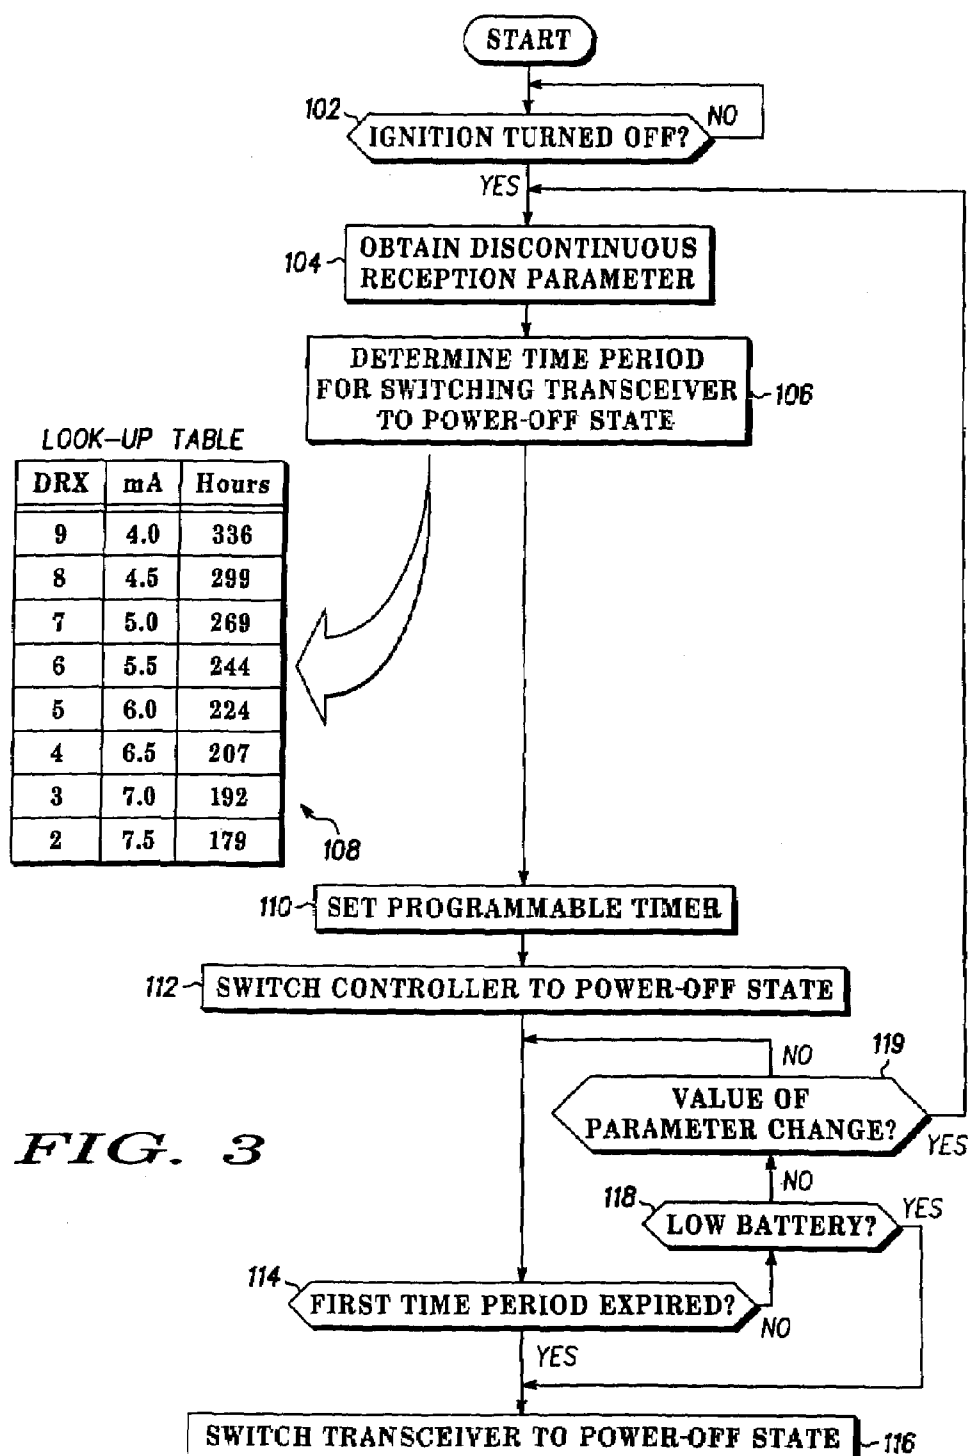 START
102
IGNITION TURNED OFF?
NO
YES
104
OBTAIN DISCONTINUOUS
RECEPTION PARAMETER
DETERMINE TIME PERIOD
FOR SWITCHING TRANSCEIVER
TO POWER-OFF STATE
106
LOOK-UP TABLE
DRX mA Hours
9 4.0 336
8 4.5 299
7 5.0 269
6 5.5 244
5 6.0 224
4 6.5 207
3 7.0 192
2 7.5 179
108
110
SET PROGRAMMABLE TIMER
112
SWITCH CONTROLLER TO POWER-OFF STATE
NO
119
VALUE OF
PARAMETER CHANGE?
YES
FIG. 3
NO
118
LOW BATTERY?
YES
114
FIRST TIME PERIOD EXPIRED?
NO
YES
SWITCH TRANSCEIVER TO POWER-OFF STATE
116